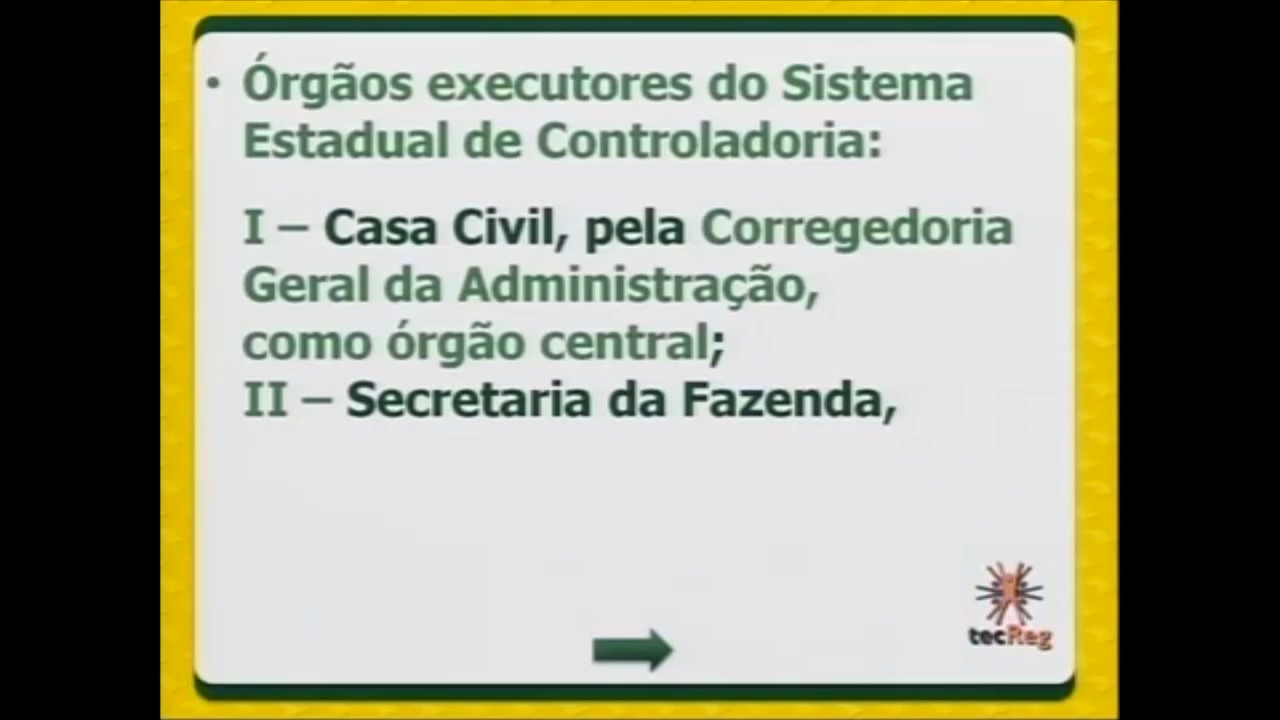 • Órgãos executores do Sistema
Estadual de Controladoria:
I – Casa Civil, pela Corregedoria
Geral da Administração,
como órgão central;
II – Secretaria da Fazenda,
tecReg